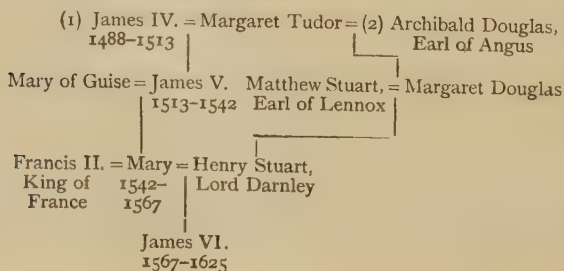 (1) James IV. = Margaret Tudor = (2) Archibald Douglas,
1488–1513 Earl of Angus
Mary of Guise = James V. Matthew Stuart, = Margaret Douglas
1513–1542 Earl of Lennox
Francis II. = Mary = Henry Stuart,
King of 1542– Lord Darnley
France 1567
James VI.
1567–1625